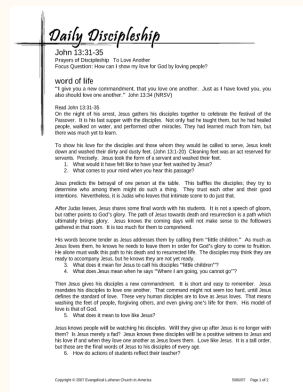 Daily Discipleship
John 13:31-35
Prayers of Discipleship   To Love Another
Focus Question: How can I show my love for God by loving people?
word of life
"'I give you a new commandment, that you love one another.  Just as I have loved you, you
also should love one another.'"  John 13:34 (NRSV)
Read John 13:31-35
On the night of his arrest, Jesus gathers his disciples together to celebrate the festival of the
Passover.  It is his last supper with the disciples.  Not only had he taught them, but he had healed
people, walked on water, and performed other miracles.  They had learned much from him, but
there was much yet to learn.
To show his love for the disciples and those whom they would be called to serve, Jesus kneft
down and washed their dirty and dusty feet. (John 13:1-20)  Cleaning feet was an act reserved for
servants.  Precisely.  Jesus took the form of a servant and washed their feet.
1.  What would it have felt like to have your feet washed by Jesus?
2.  What comes to your mind when you hear this passage?
Jesus predicts the betrayal of one person at the table.  This baffles the disciples; they try to
determine who among them might do such a thing.  They trust each other and their good
intentions.  Nevertheless, it is Judas who leaves that intimate scene to do just that.
After Judas leaves, Jesus shares some final words with his students.  It is not a speech of gloom,
but rather points to God's glory.  The path of Jesus towards death and resurrection is a path which
ultimately brings glory.  Jesus knows the coming days will not make sense to the followers
gathered in that room.  It is too much for them to comprehend.
His words become tender as Jesus addresses them by calling them "little children."  As much as
Jesus loves them, he knows he needs to leave them in order for God's glory to come to fruition.
He alone must walk this path to his death and to resurrected life.  The disciples may think they are
ready to accompany Jesus, but he knows they are not yet ready.
3.  What does it mean for Jesus to call his disciples "'little children'"?
4.  What does Jesus mean when he says "'Where I am going, you cannot go'"?
Then Jesus gives his disciples a new commandment.  It is short and easy to remember.  Jesus
mandates his disciples to love one another.  That command might not seem too hard, until Jesus
defines the standard of love.  These very human disciples are to love as Jesus loves.  That means
washing the feet of people, forgiving others, and even giving one's life for them.  His model of
love is that of God.
5.  What does it mean to love like Jesus?
Jesus knows people will be watching his disciples.  Will they give up after Jesus is no longer with
them?  Is Jesus merely a fad?  Jesus knows these disciples will be a positive witness to Jesus and
his love if and when they love one another as Jesus loves them.  Love like Jesus.  It is a tall order,
but those are the final words of Jesus to his disciples of every age.
6.  How do actions of students reflect their teacher?
Copyright © 2007 Evangelical Lutheran Church in America
Page 1 of 2